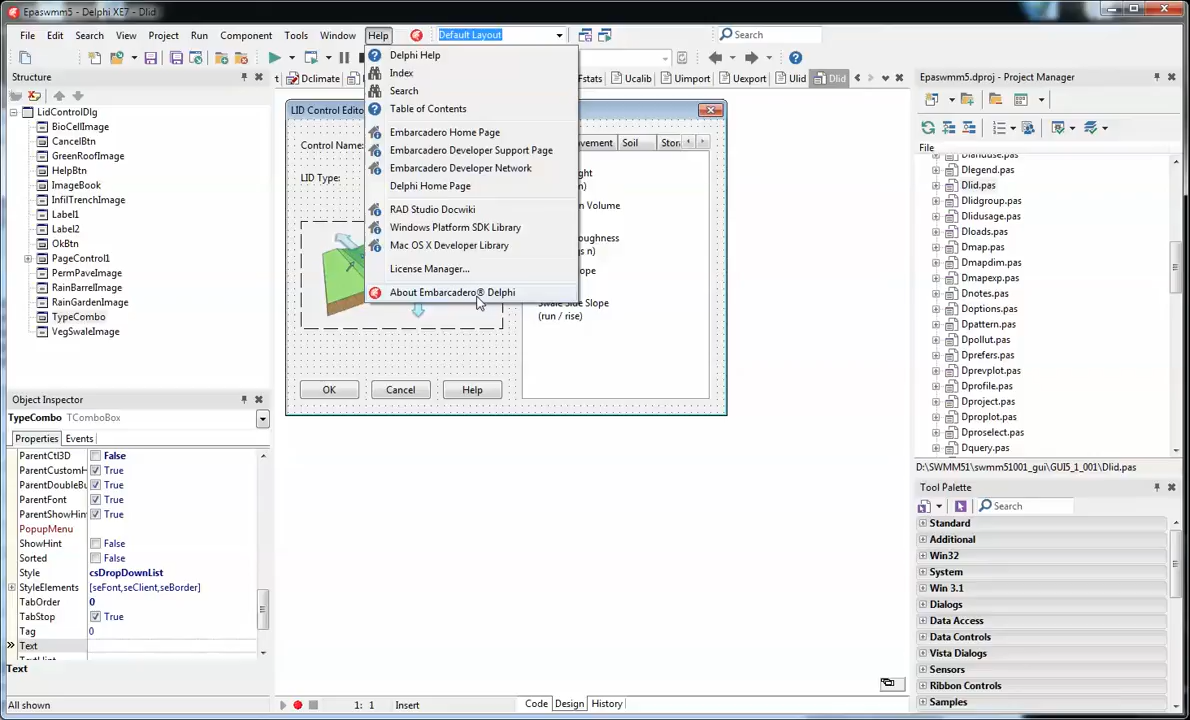 Epaswmm5 - Delphi XE7 - Dlid
File Edit Search View Project Run Component Tools Window Help Default Layout Search
Structure
LidControlDlg
BioCellImage
CancelBtn
GreenRoofImage
HelpBtn
ImageBook
InfilTrenchImage
Label1
Label2
OkBtn
PageControl1
PermPaveImage
RainBarrelImage
RainGardenImage
TypeCombo
VegSwaleImage
Object Inspector
TypeCombo TComboBox
Properties Events
ParentCtl3D False
ParentCustomH True
ParentDoubleBu True
ParentFont True
ParentShowHin True
PopupMenu
ShowHint False
Sorted False
Style csDropDownList
StyleElements [seFont,seClient,seBorder]
TabOrder 0
TabStop True
Tag 0
Text
Text
All shown
Delphi Help
Index
Search
Table of Contents
Embarcadero Home Page
Embarcadero Developer Support Page
Embarcadero Developer Network
Delphi Home Page
RAD Studio Docwiki
Windows Platform SDK Library
Mac OS X Developer Library
License Manager...
About Embarcadero® Delphi
t Dclimate fstats Ucalib Uimport Uexport Ulid Dlid
LID Control Editor
Control Name:
LID Type:
vement Soil Stor
ght
n)
n Volume
oughness
gs n)
ope
Swale Side Slope
(run / rise)
OK Cancel Help
1: 1 Insert Code Design History
Epaswmm5.dproj - Project Manager
File
Dlanduse.pas
Dlegend.pas
Dlid.pas
Dlidgroup.pas
Dlidusage.pas
Dloads.pas
Dmap.pas
Dmapdim.pas
Dmapexp.pas
Dnotes.pas
Doptions.pas
Dpattern.pas
Dpollut.pas
Dprefers.pas
Dprevplot.pas
Dprofile.pas
Dproject.pas
Dproplot.pas
Dproselect.pas
Dquery.pas
D:\SWMM51\swmm51001_gui\GUI5_1_001\Dlid.pas
Tool Palette
Search
Standard
Additional
Win32
System
Win 3.1
Dialogs
Data Access
Data Controls
Vista Dialogs
Sensors
Ribbon Controls
Samples